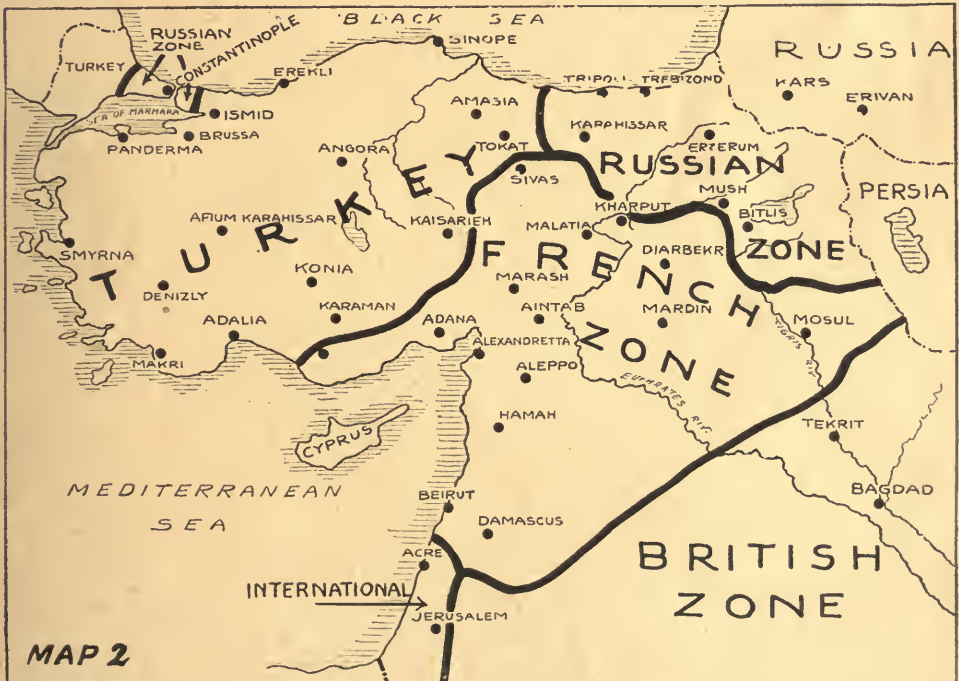 BLACK SEA
RUSSIAN
ZONE
CONSTANTINOPLE
TURKEY
SINOPE
EREKLI
RUSSIA
TRIPOLI
TREBIZOND
KARS
ERIVAN
SEA OF MARMARA
ISMID
AMASIA
PANDERMA
BRUSSA
TOKAT
KARAHISSAR
ERZERUM
ANGORA
SIVAS
RUSSIAN
ZONE
MUSH
PERSIA
KHARPUT
BITLIS
AFIUM KARAHISSAR
KAISARIEH
MALATIA
TURKEY
SMYRNA
FRENCH
ZONE
DIARBEKR
KONIA
MARASH
DENIZLY
KARAMAN
AINTAB
MARDIN
ADALIA
ADANA
MOSUL
TIGRIS RIV.
MAKRI
ALEXANDRETTA
ALEPPO
EUPHRATES RIV.
HAMAH
CYPRUS
TEKRIT
MEDITERRANEAN
SEA
BEIRUT
BAGDAD
DAMASCUS
ACRE
BRITISH
ZONE
INTERNATIONAL
JERUSALEM
MAP 2